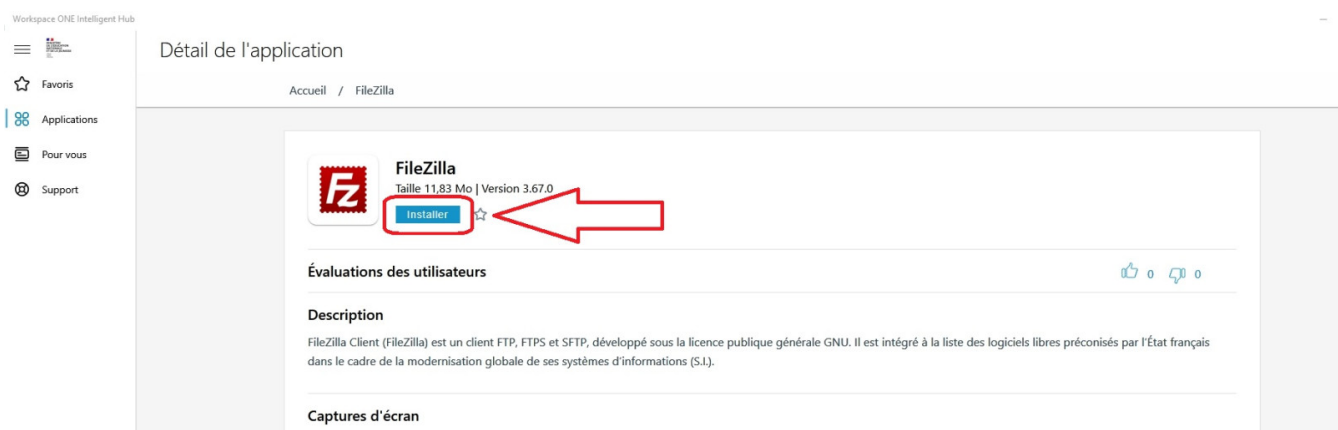 Workspace ONE Intelligent Hub
Détail de l'application
Favoris
Accueil / FileZilla
Applications
Pour vous
Support
Fz
FileZilla
Taille 11,83 Mo | Version 3.67.0
Installer
Évaluations des utilisateurs
0 0
Description
FileZilla Client (FileZilla) est un client FTP, FTPS et SFTP, développé sous la licence publique générale GNU. Il est intégré à la liste des logiciels libres préconisés par l'État français
dans le cadre de la modernisation globale de ses systèmes d'informations (S.I.).
Captures d'écran